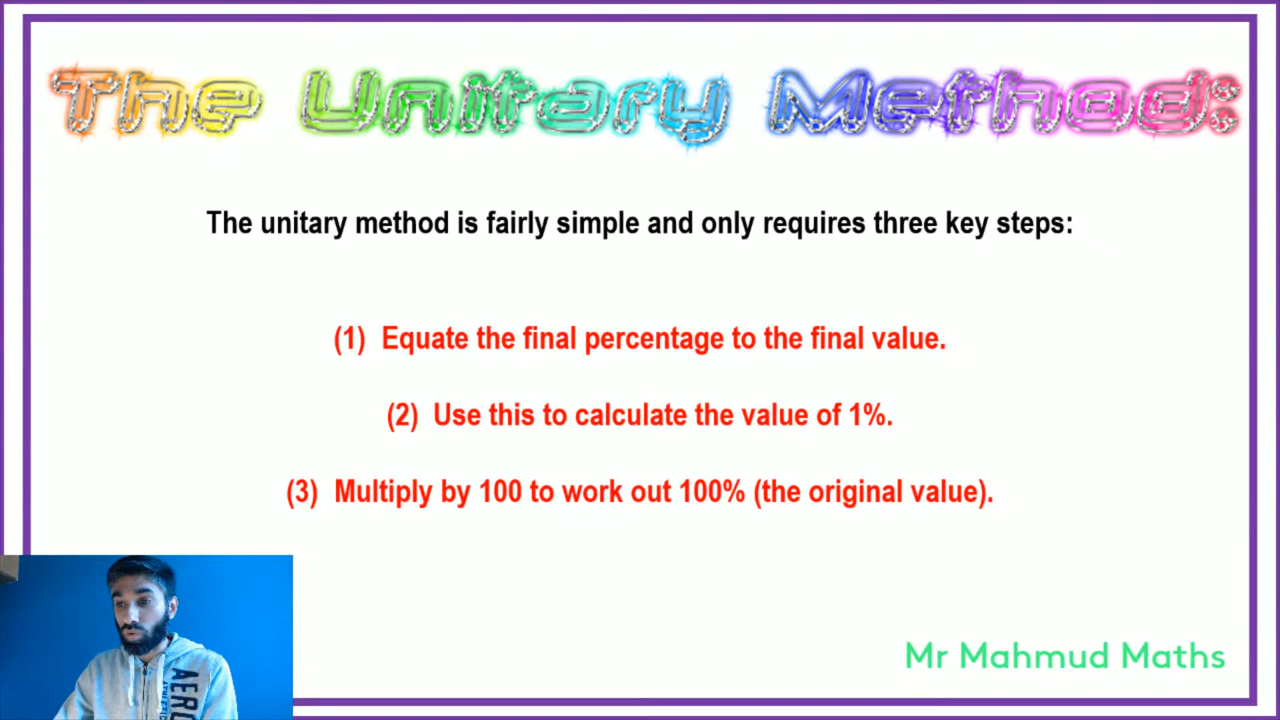 The Unitary Method:
The unitary method is fairly simple and only requires three key steps:
(1) Equate the final percentage to the final value.
(2) Use this to calculate the value of 1%.
(3) Multiply by 100 to work out 100% (the original value).
AERO
Mr Mahmud Maths